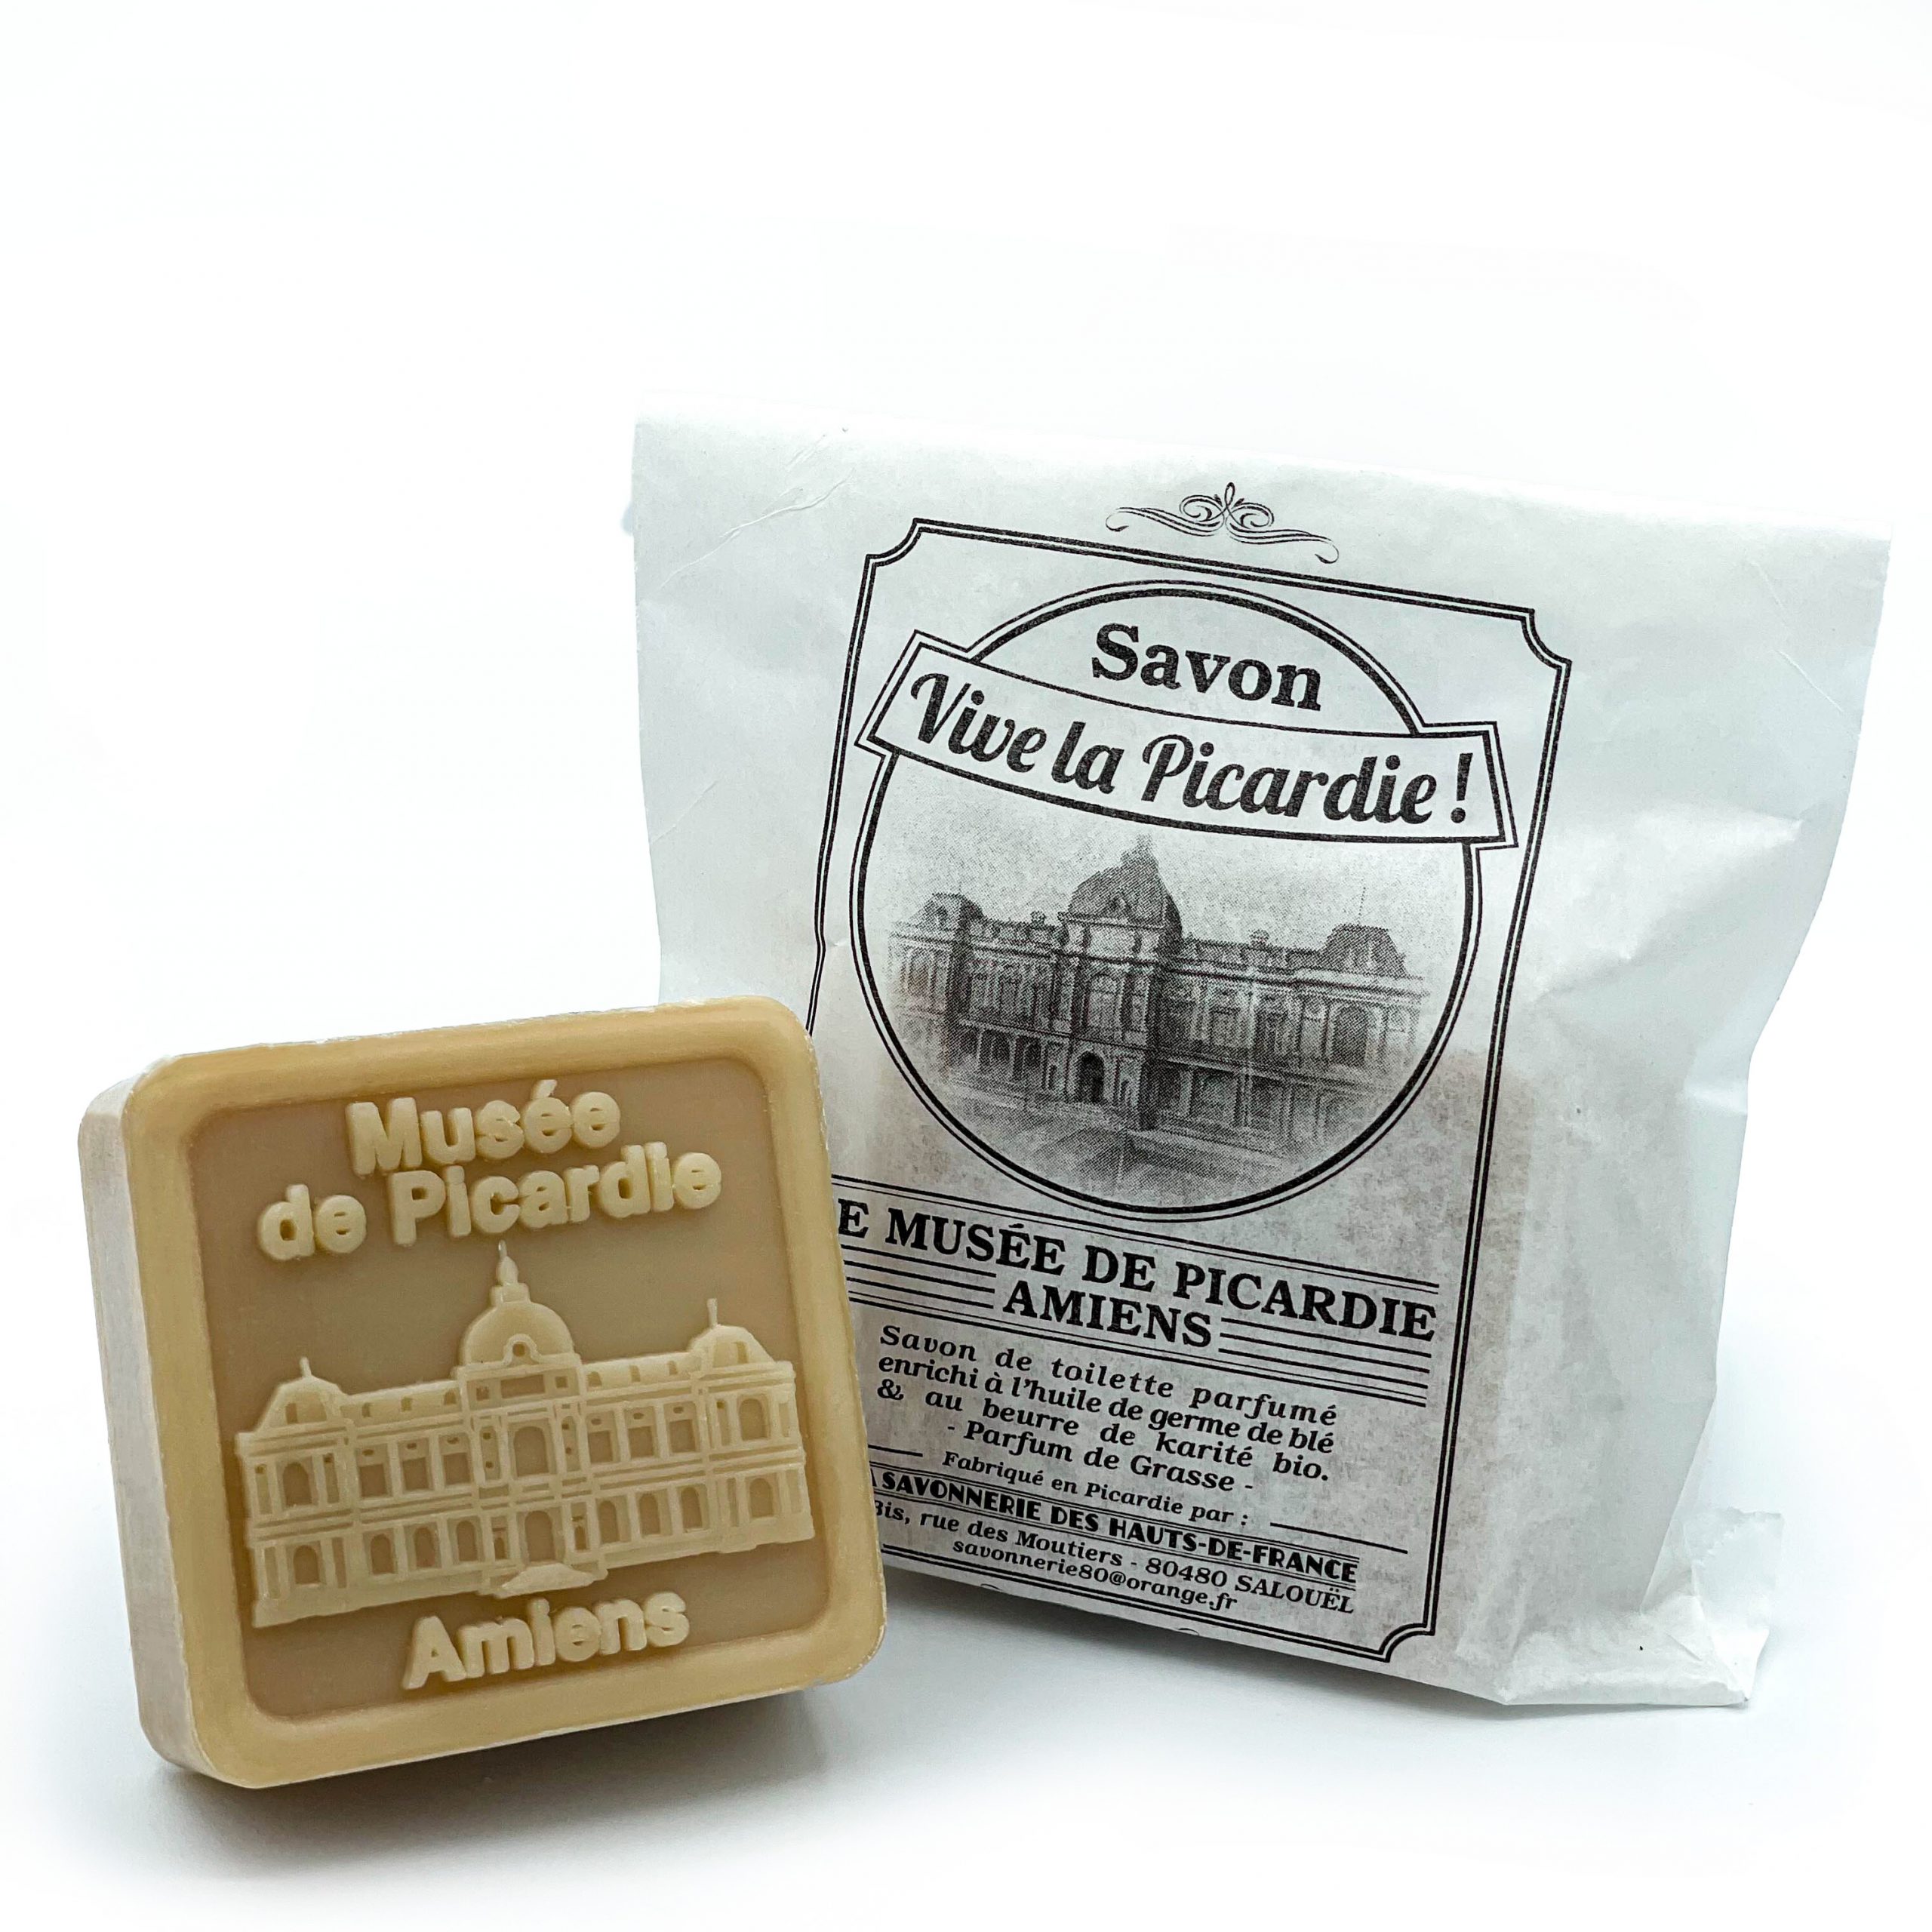 Musée
de Picardie
Amiens
Savon
Vive la Picardie !
E MUSÉE DE PICARDIE
AMIENS
Savon de toilette parfumé
enrichi à l'huile de germe de blé
& au beurre de karité bio.
- Parfum de Grasse -
Fabriqué en Picardie par :
SAVONNERIE DES HAUTS-DE-FRANCE
Bis, rue des Moutiers - 80480 SALOUËL
savonnerie80@orange.fr